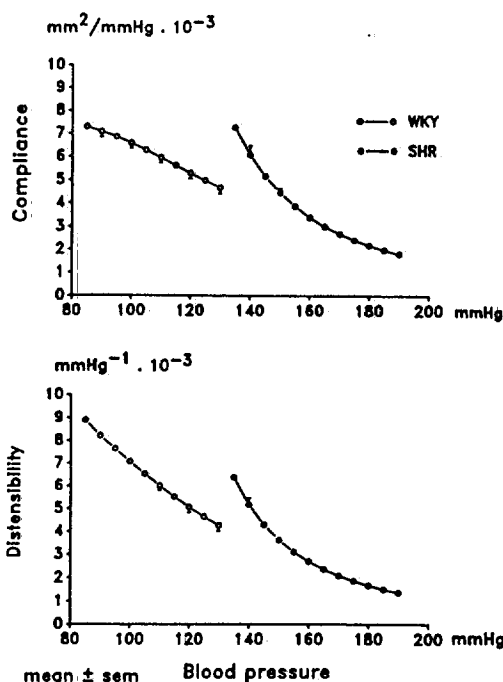 mm²/mmHg . 10⁻³
Compliance
10
9
8
7
6
5
4
3
2
1
0
80 100 120 140 160 180 200 mmHg
WKY
SHR
mmHg⁻¹ . 10⁻³
Distensibility
10
9
8
7
6
5
4
3
2
1
0
80 100 120 140 160 180 200 mmHg
mean ± sem Blood pressure